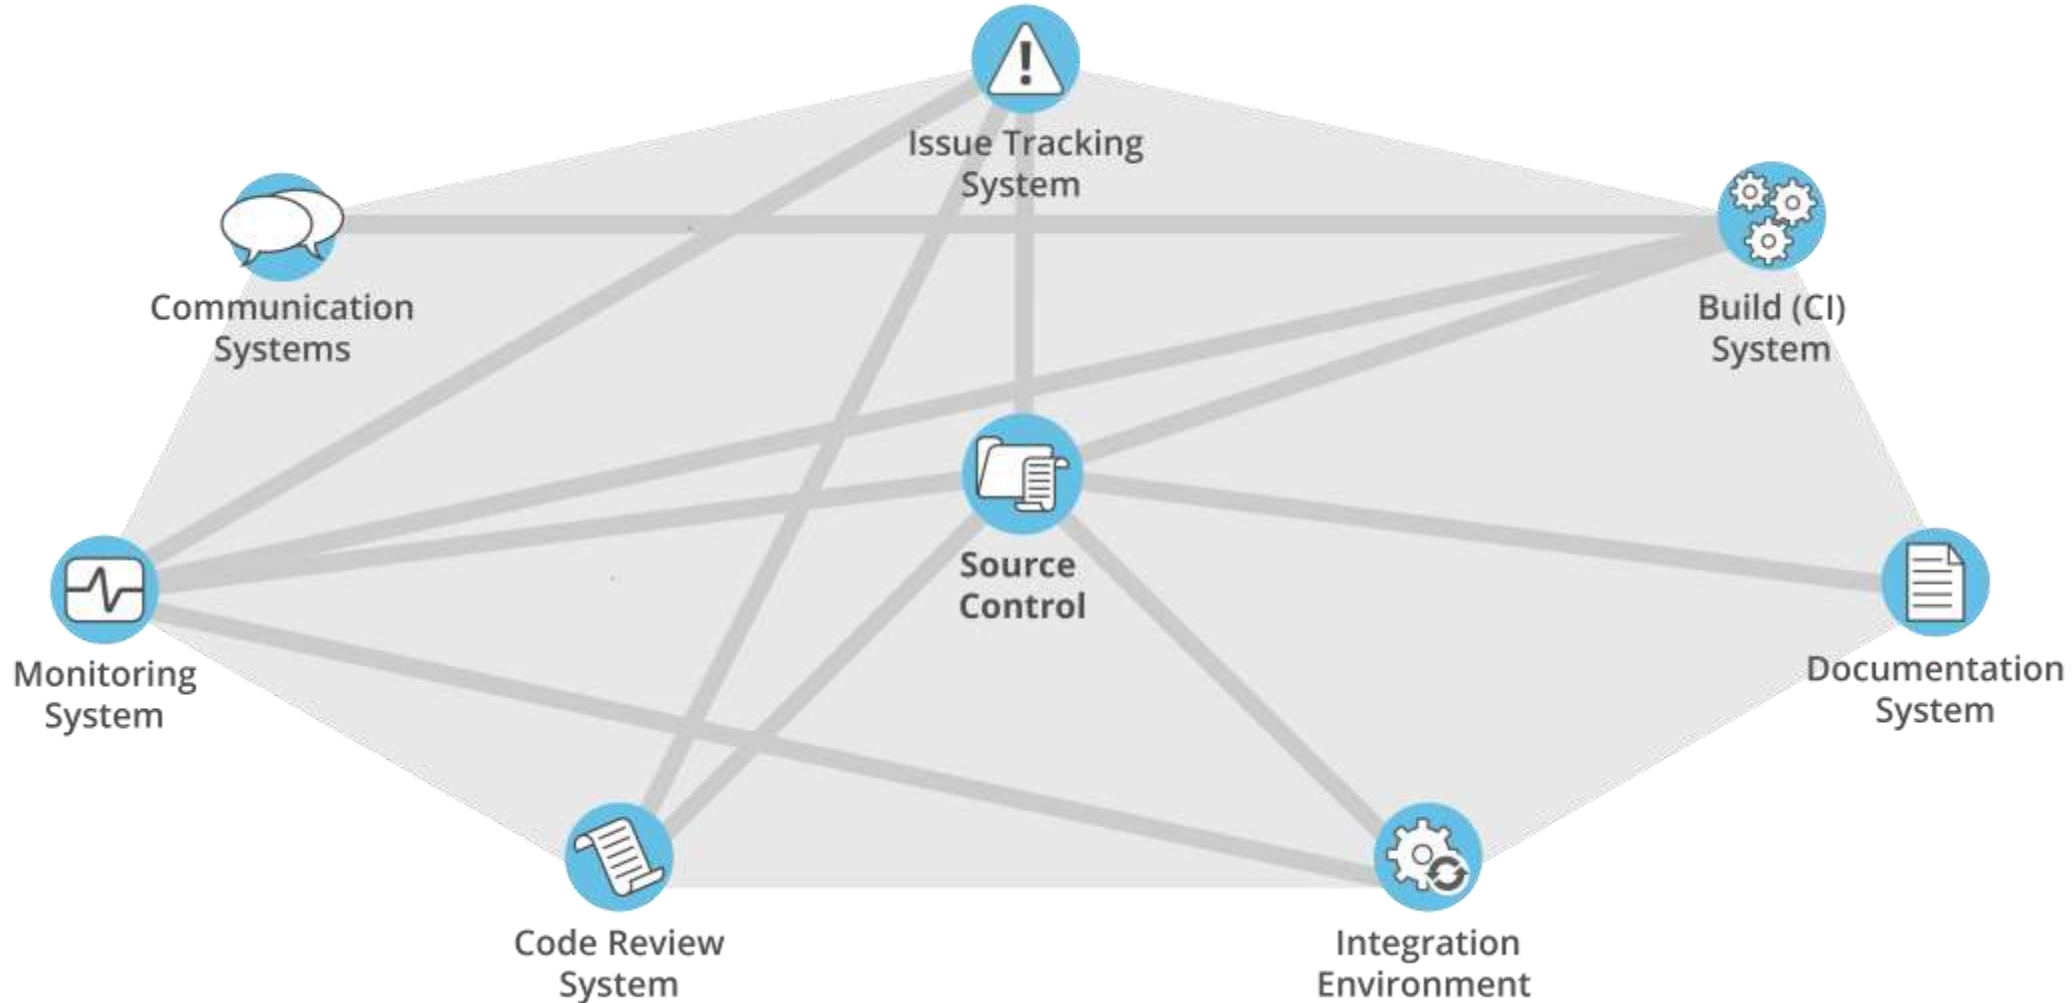 Issue Tracking
System
Communication
Systems
Build (CI)
System
Source
Control
Monitoring
System
Documentation
System
Code Review
System
Integration
Environment